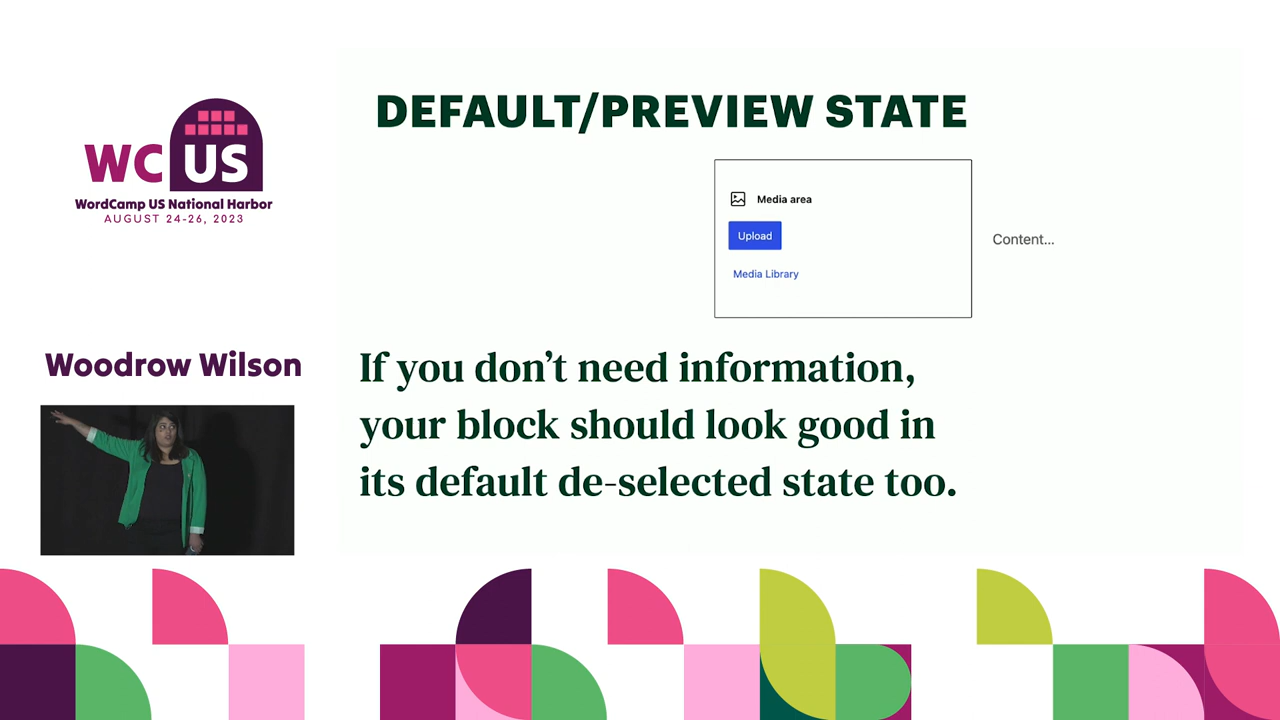 WC US
WordCamp US National Harbor
AUGUST 24-26, 2023
Woodrow Wilson
DEFAULT/PREVIEW STATE
Media area
Upload
Media Library
Content...
If you don’t need information,
your block should look good in
its default de-selected state too.